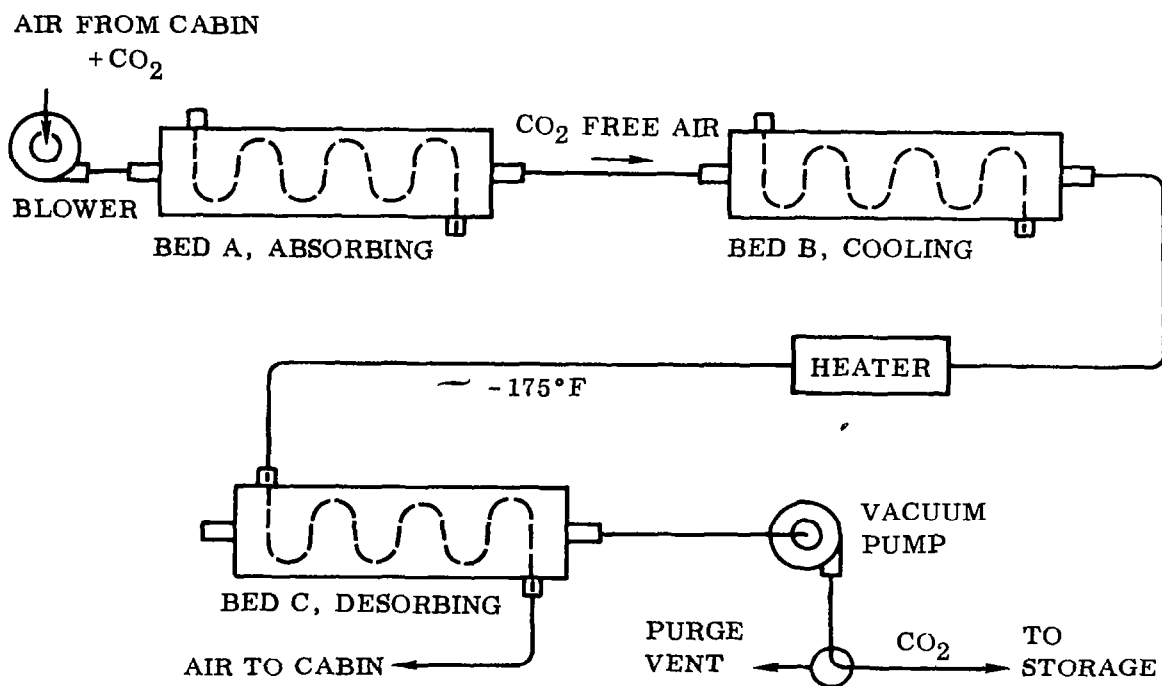 AIR FROM CABIN
+CO₂
CO₂ FREE AIR
BLOWER
BED A, ABSORBING
BED B, COOLING
HEATER
~ -175°F
VACUUM
PUMP
BED C, DESORBING
PURGE
VENT
CO₂
TO
STORAGE
AIR TO CABIN